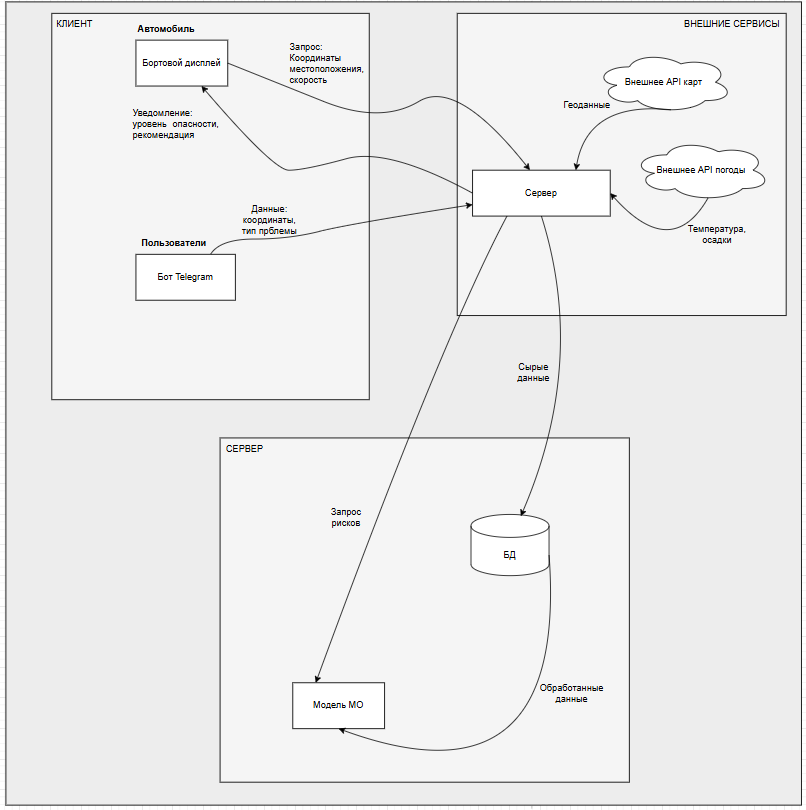 КЛИЕНТ
Автомобиль
Бортовой дисплей
Запрос:
Координаты
местоположения,
скорость
Уведомление:
уровень опасности,
рекомендация
Данные:
координаты,
тип прблемы
Пользователи
Бот Telegram
ВНЕШНИЕ СЕРВИСЫ
Внешнее API карт
Геоданные
Внешнее API погоды
Сервер
Температура,
осадки
Сырые
данные
СЕРВЕР
Запрос
рисков
БД
Обработанные
данные
Модель МО